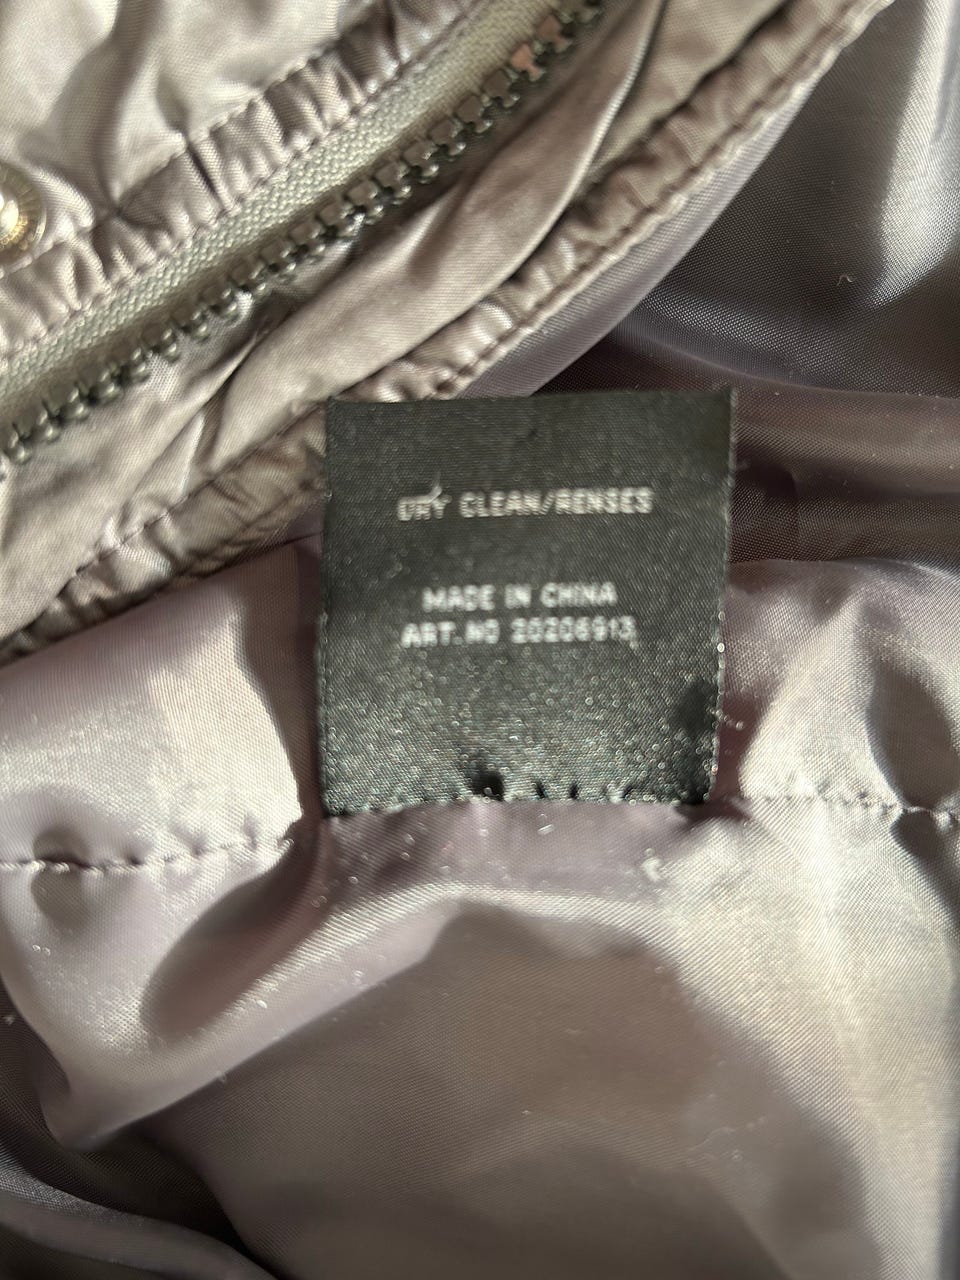 DRY CLEAN/RENSES
MADE IN CHINA
ART.NO 20206913